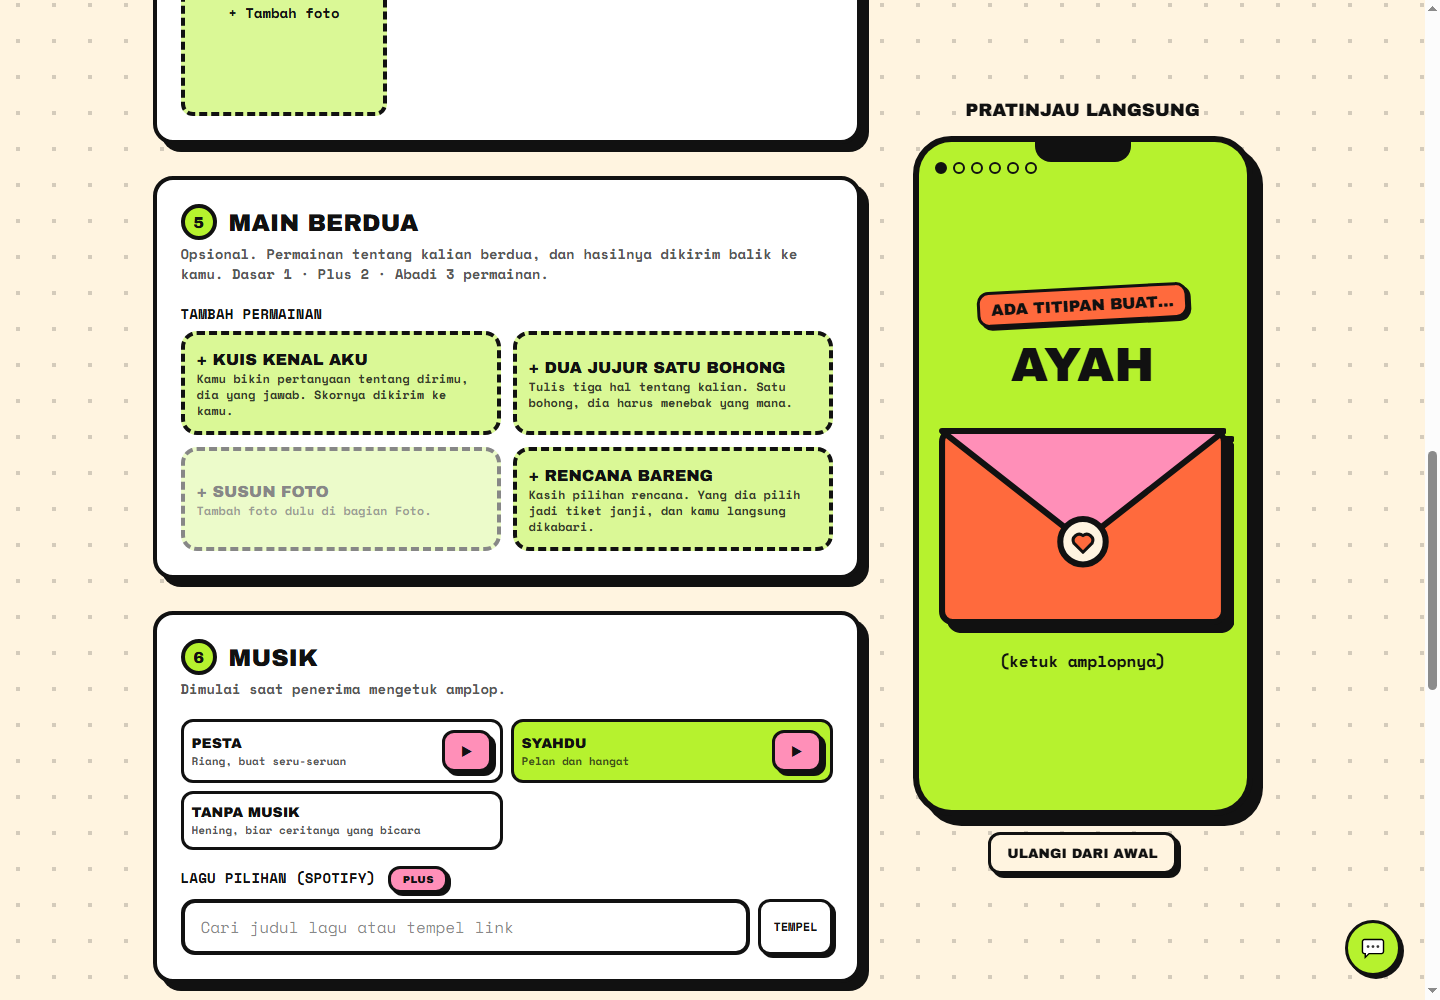 + Tambah foto
PRATINJAU LANGSUNG
5
MAIN BERDUA
Opsional. Permainan tentang kalian berdua, dan hasilnya dikirim balik ke
kamu. Dasar 1 · Plus 2 · Abadi 3 permainan.
TAMBAH PERMAINAN
+ KUIS KENAL AKU
Kamu bikin pertanyaan tentang dirimu,
dia yang jawab. Skornya dikirim ke
kamu.
+ DUA JUJUR SATU BOHONG
Tulis tiga hal tentang kalian. Satu
bohong, dia harus menebak yang mana.
+ SUSUN FOTO
Tambah foto dulu di bagian Foto.
+ RENCANA BARENG
Kasih pilihan rencana. Yang dia pilih
jadi tiket janji, dan kamu langsung
dikabari.
6
MUSIK
Dimulai saat penerima mengetuk amplop.
PESTA
Riang, buat seru-seruan
SYAHDU
Pelan dan hangat
TANPA MUSIK
Hening, biar ceritanya yang bicara
LAGU PILIHAN (SPOTIFY)
PLUS
Cari judul lagu atau tempel link
TEMPEL
ADA TITIPAN BUAT...
AYAH
(ketuk amplopnya)
ULANGI DARI AWAL